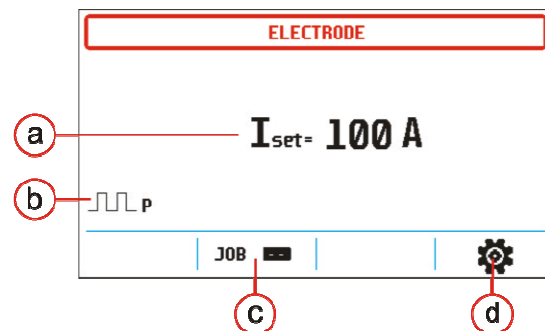 ELECTRODE
a
Iset= 100 A
b
p
JOB --
c
d